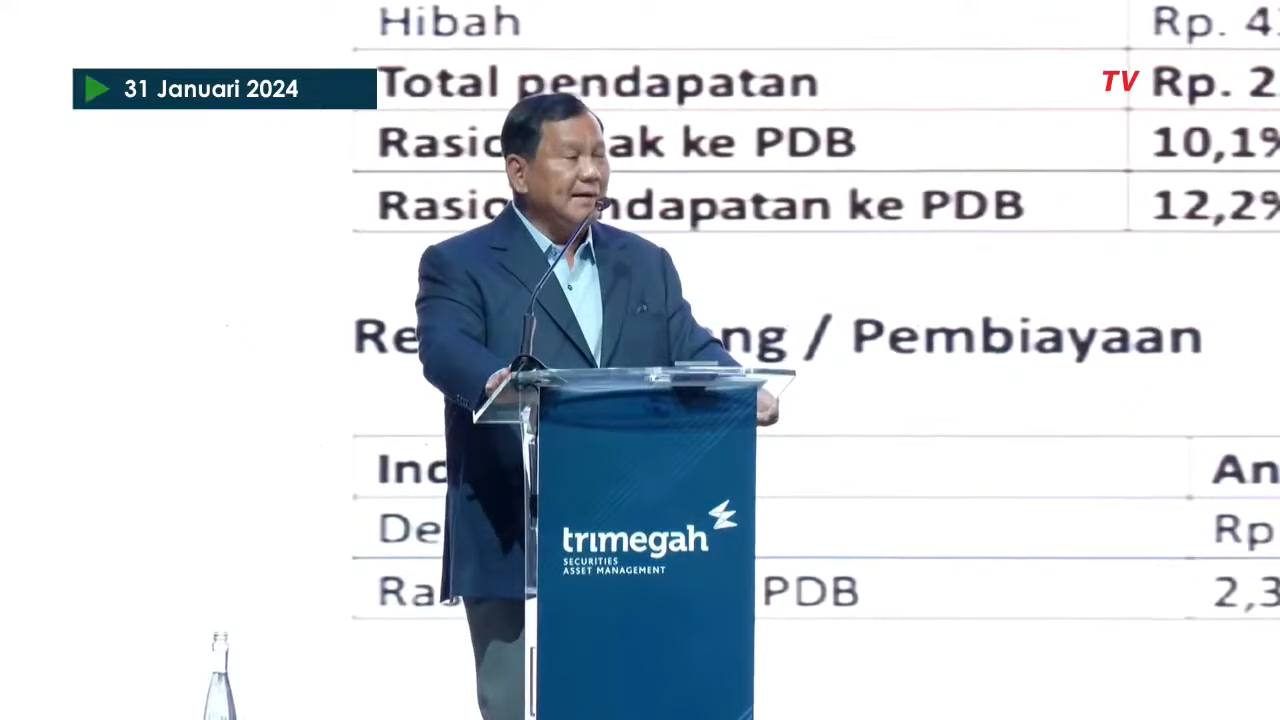 Hibah Rp. 4
31 Januari 2024
TV
Total pendapatan Rp. 2
Rasio ak ke PDB 10,1%
Rasio ndapatan ke PDB 12,2%
Re ng / Pembiayaan
Ind An
De Rp
Ra PDB 2,3
trimegah
SECURITIES
ASSET MANAGEMENT